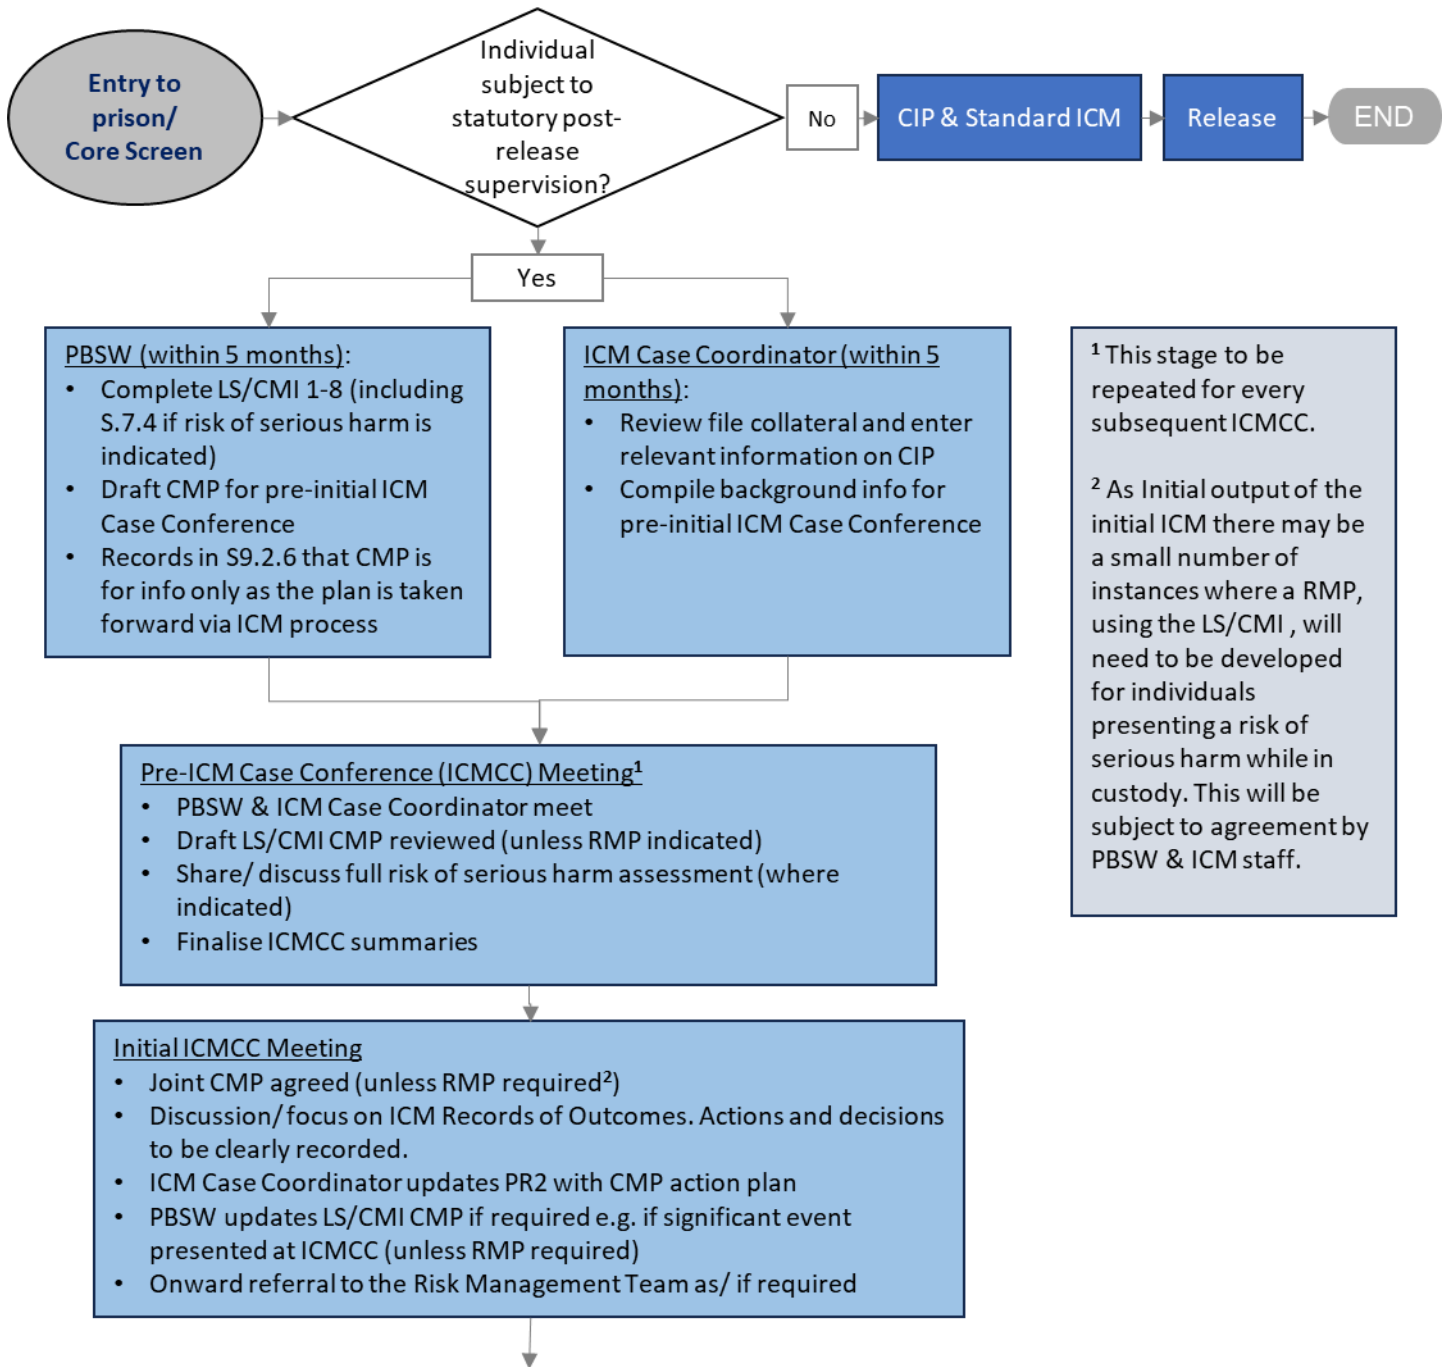 Entry to
prison/
Core Screen
Individual
subject to
statutory post-
release
supervision?
No
CIP & Standard ICM
Release
END
Yes
PBSW (within 5 months):
• Complete LS/CMI 1-8 (including
S.7.4 if risk of serious harm is
indicated)
• Draft CMP for pre-initial ICM
Case Conference
• Records in S9.2.6 that CMP is
for info only as the plan is taken
forward via ICM process
ICM Case Coordinator (within 5
months):
• Review file collateral and enter
relevant information on CIP
• Compile background info for
pre-initial ICM Case Conference
¹ This stage to be
repeated for every
subsequent ICMCC.
² As Initial output of the
initial ICM there may be
a small number of
instances where a RMP,
using the LS/CMI , will
need to be developed
for individuals
presenting a risk of
serious harm while in
custody. This will be
subject to agreement by
PBSW & ICM staff.
Pre-ICM Case Conference (ICMCC) Meeting¹
• PBSW & ICM Case Coordinator meet
• Draft LS/CMI CMP reviewed (unless RMP indicated)
• Share/ discuss full risk of serious harm assessment (where
indicated)
• Finalise ICMCC summaries
Initial ICMCC Meeting
• Joint CMP agreed (unless RMP required²)
• Discussion/ focus on ICM Records of Outcomes. Actions and decisions
to be clearly recorded.
• ICM Case Coordinator updates PR2 with CMP action plan
• PBSW updates LS/CMI CMP if required e.g. if significant event
presented at ICMCC (unless RMP required)
• Onward referral to the Risk Management Team as/ if required